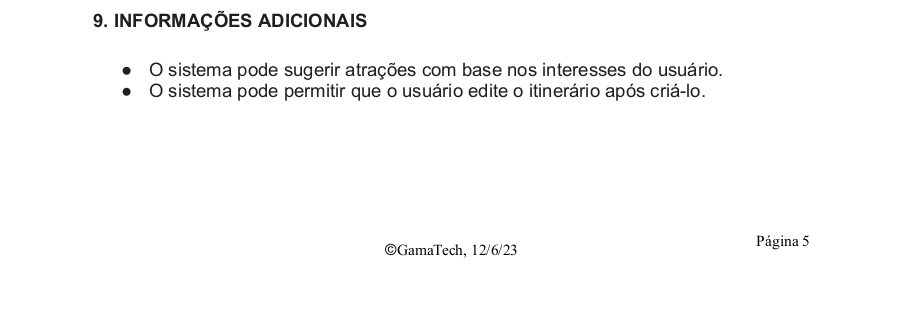 9. INFORMAÇÕES ADICIONAIS
● O sistema pode sugerir atrações com base nos interesses do usuário.
● O sistema pode permitir que o usuário edite o itinerário após criá-lo.
Página 5
©GamaTech, 12/6/23